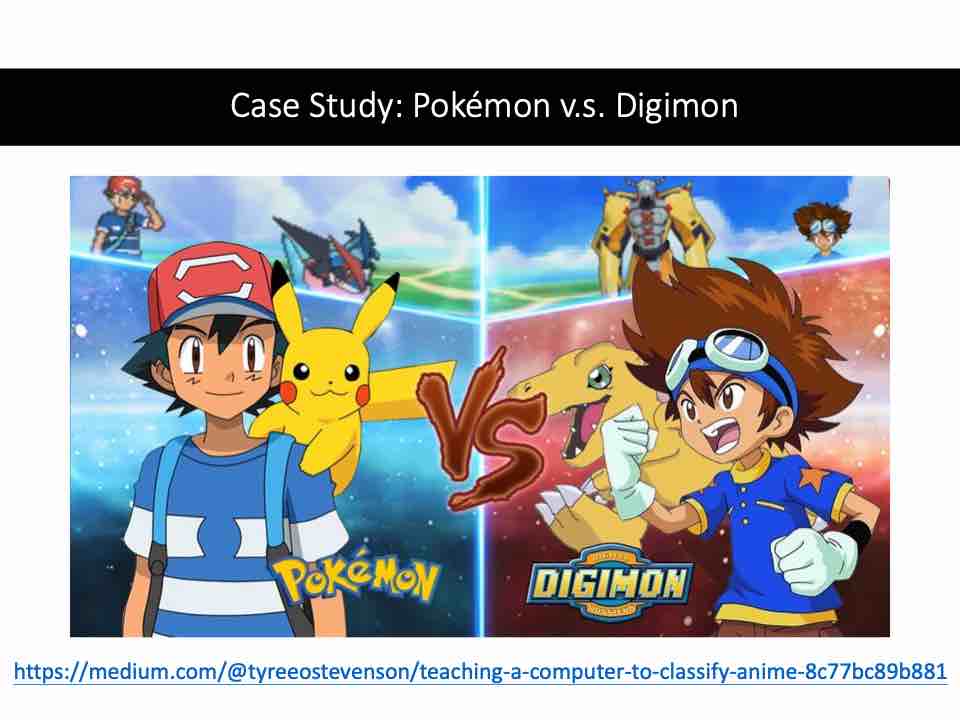 Case Study: Pokémon v.s. Digimon
VS
POKéMON
DIGIMON
https://medium.com/@tyreeostevenson/teaching-a-computer-to-classify-anime-8c77bc89b881